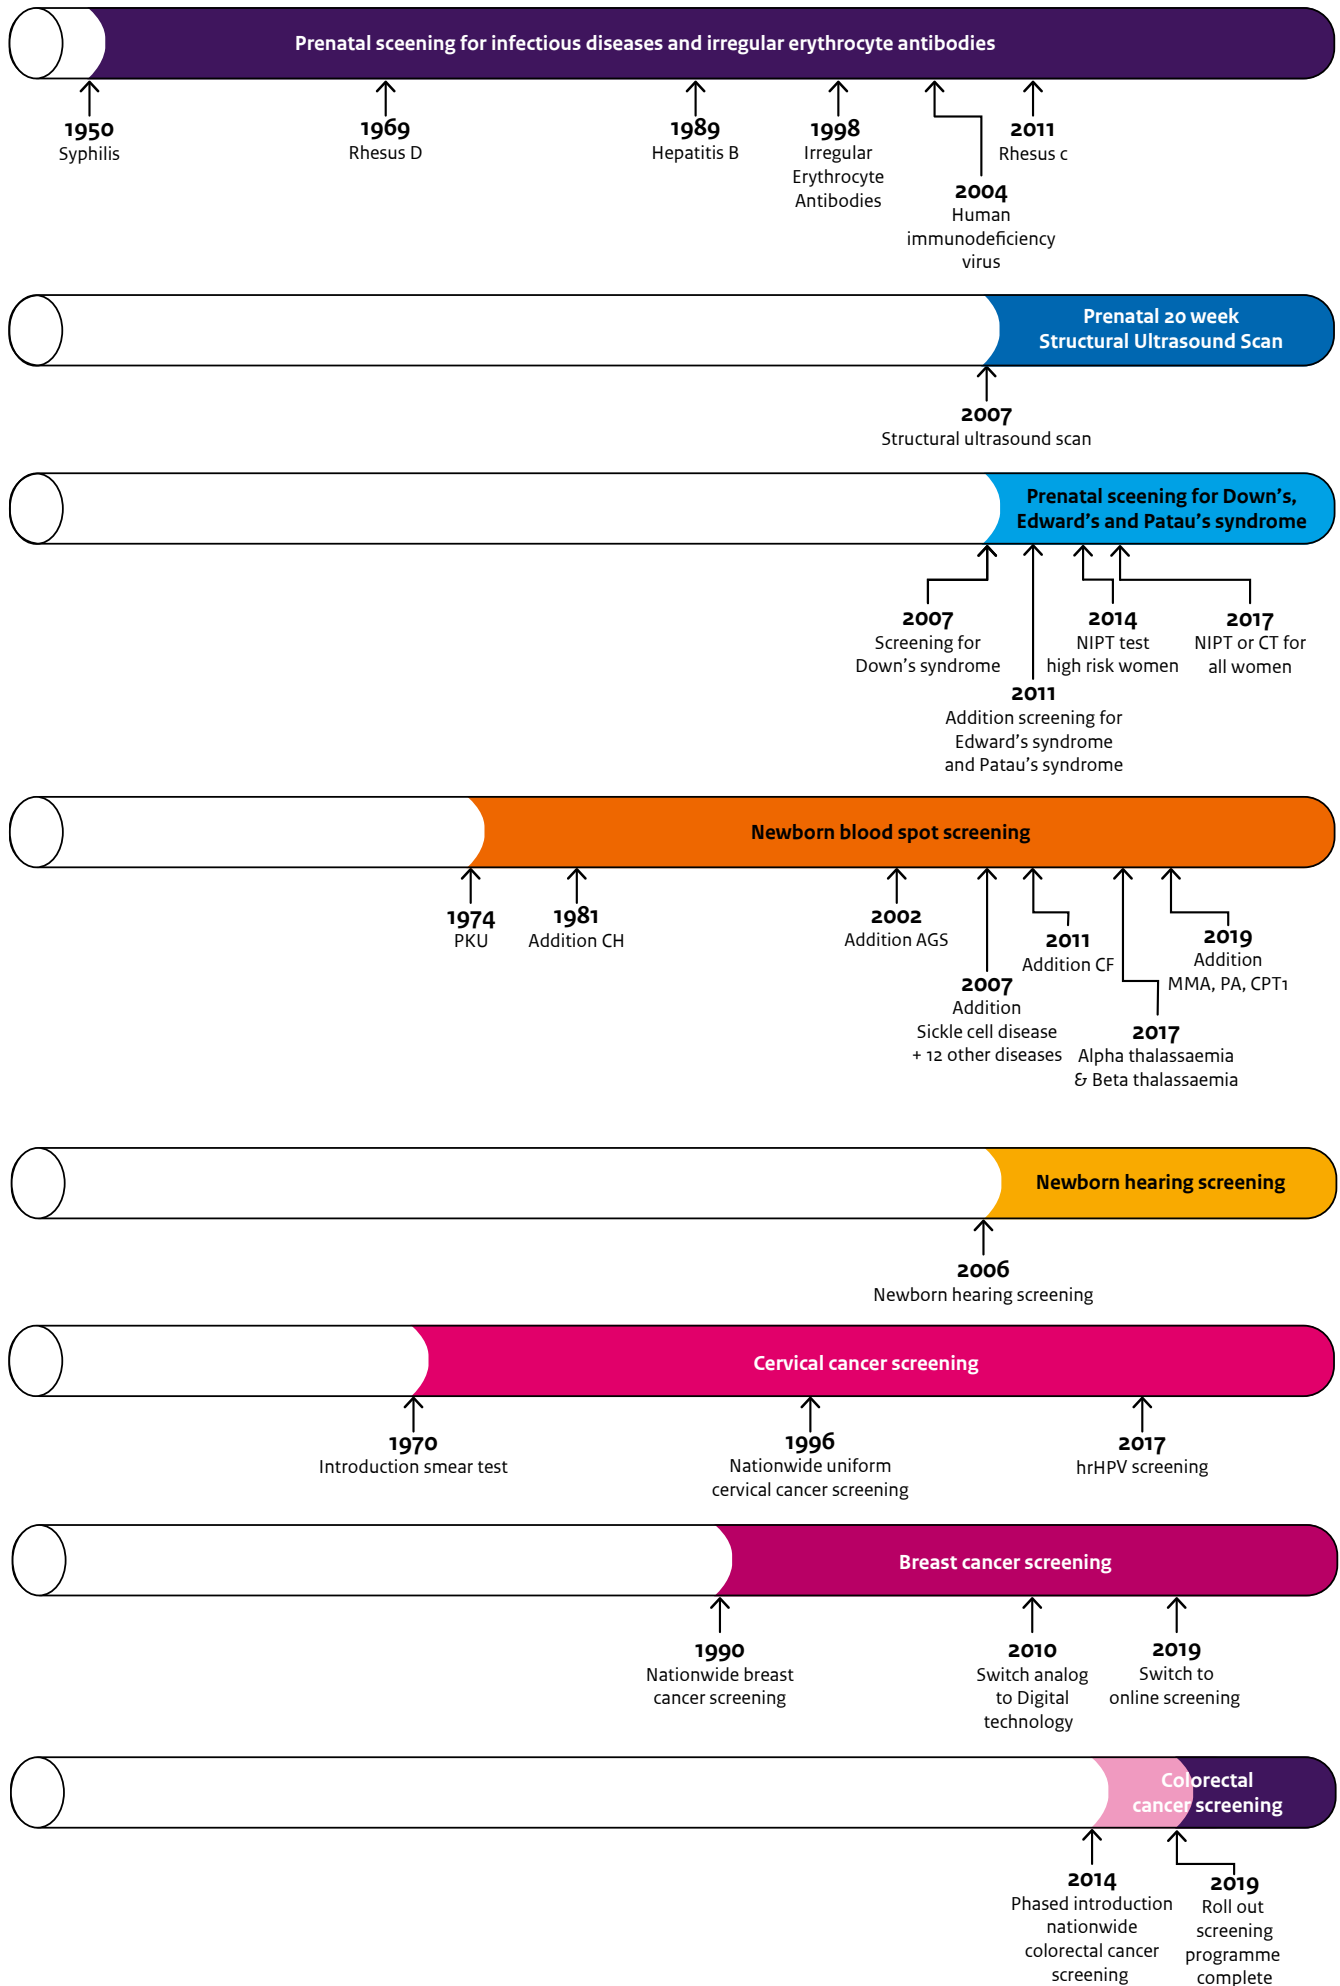 Prenatal sceening for infectious diseases and irregular erythrocyte antibodies
1950
Syphilis
1969
Rhesus D
1989
Hepatitis B
1998
Irregular
Erythrocyte
Antibodies
2004
Human
immunodeficiency
virus
2011
Rhesus c
Prenatal 20 week
Structural Ultrasound Scan
2007
Structural ultrasound scan
Prenatal sceening for Down's,
Edward's and Patau's syndrome
2007
Screening for
Down's syndrome
2011
Addition screening for
Edward's syndrome
and Patau's syndrome
2014
NIPT test
high risk women
2017
NIPT or CT for
all women
Newborn blood spot screening
1974
PKU
1981
Addition CH
2002
Addition AGS
2007
Addition
Sickle cell disease
+ 12 other diseases
2011
Addition CF
2017
Alpha thalassaemia
& Beta thalassaemia
2019
Addition
MMA, PA, CPT1
Newborn hearing screening
2006
Newborn hearing screening
Cervical cancer screening
1970
Introduction smear test
1996
Nationwide uniform
cervical cancer screening
2017
hrHPV screening
Breast cancer screening
1990
Nationwide breast
cancer screening
2010
Switch analog
to Digital
technology
2019
Switch to
online screening
Colorectal
cancer screening
2014
Phased introduction
nationwide
colorectal cancer
screening
2019
Roll out
screening
programme
complete